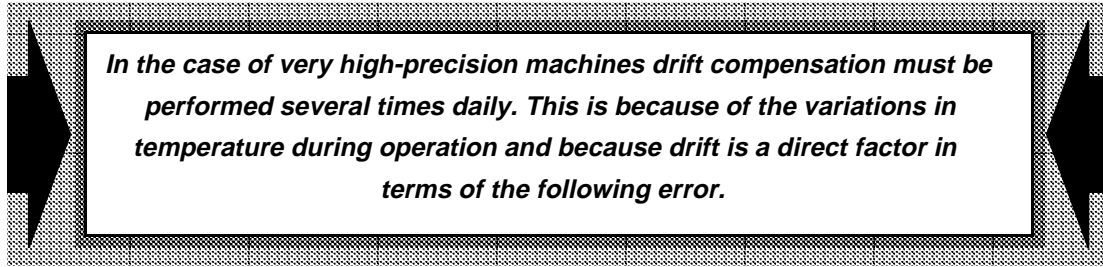 In the case of very high-precision machines drift compensation must be
performed several times daily. This is because of the variations in
temperature during operation and because drift is a direct factor in
terms of the following error.